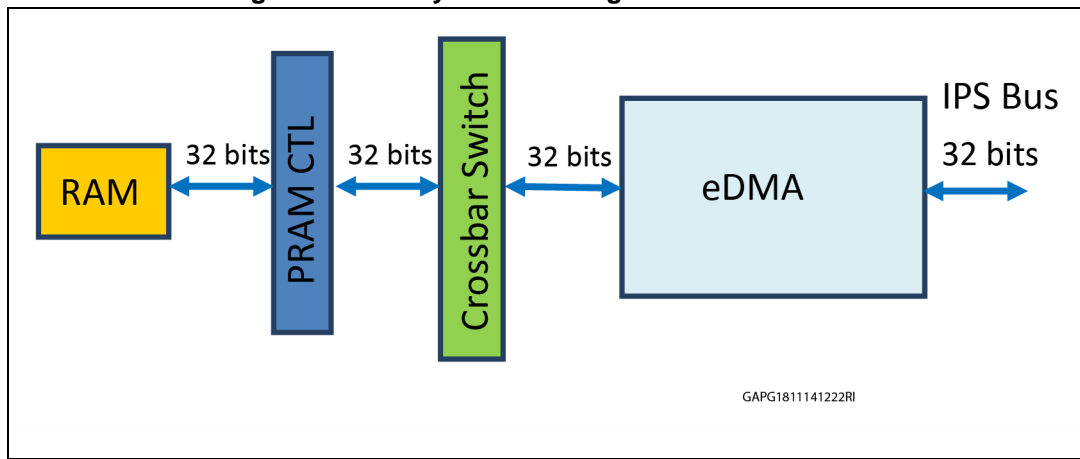 RAM
32 bits
PRAM CTL
32 bits
Crossbar Switch
32 bits
eDMA
IPS Bus
32 bits
GAPG1811141222RI